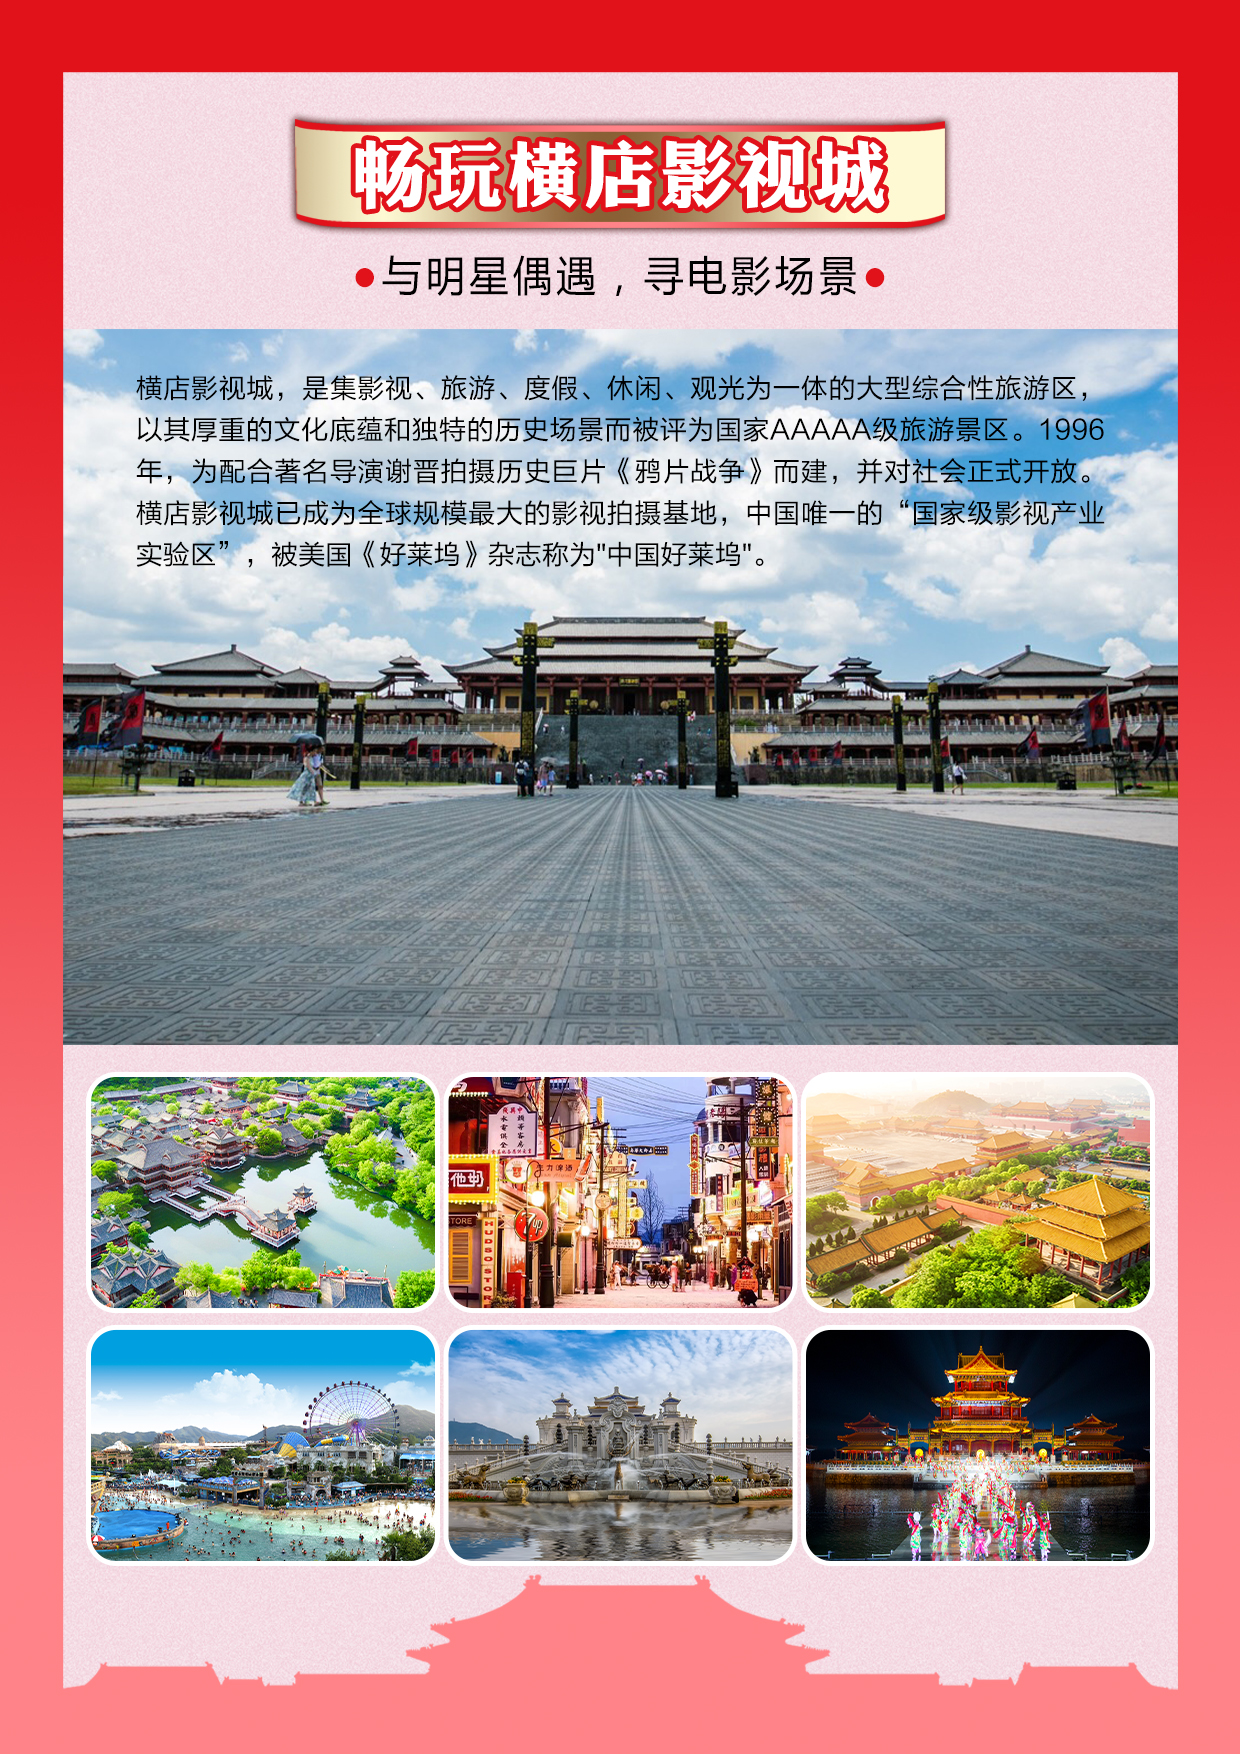 畅玩横店影视城
•与明星偶遇，寻电影场景•
横店影视城，是集影视、旅游、度假、休闲、观光为一体的大型综合性旅游区，
以其厚重的文化底蕴和独特的历史场景而被评为国家AAAAA级旅游景区。1996
年，为配合著名导演谢晋拍摄历史巨片《鸦片战争》而建，并对社会正式开放。
横店影视城已成为全球规模最大的影视拍摄基地，中国唯一的“国家级影视产业
实验区”，被美国《好莱坞》杂志称为"中国好莱坞"。
STORE
7up